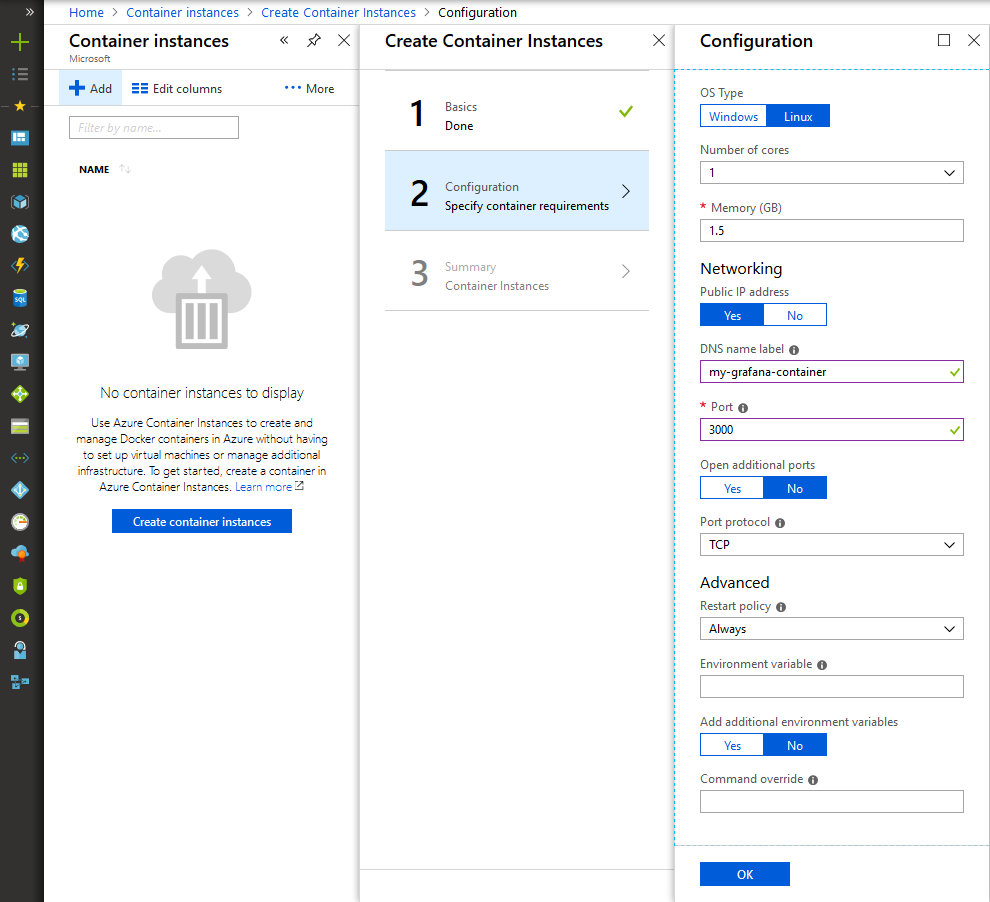 Home > Container instances > Create Container Instances > Configuration
Container instances
Microsoft
Add
Edit columns
More
Filter by name...
NAME
No container instances to display
Use Azure Container Instances to create and
manage Docker containers in Azure without having
to set up virtual machines or manage additional
infrastructure. To get started, create a container in
Azure Container Instances. Learn more
Create container instances
Create Container Instances
1
Basics
Done
2
Configuration
Specify container requirements
3
Summary
Container Instances
Configuration
OS Type
Windows
Linux
Number of cores
1
* Memory (GB)
1.5
Networking
Public IP address
Yes
No
DNS name label
my-grafana-container
* Port
3000
Open additional ports
Yes
No
Port protocol
TCP
Advanced
Restart policy
Always
Environment variable
Add additional environment variables
Yes
No
Command override
OK
SQL